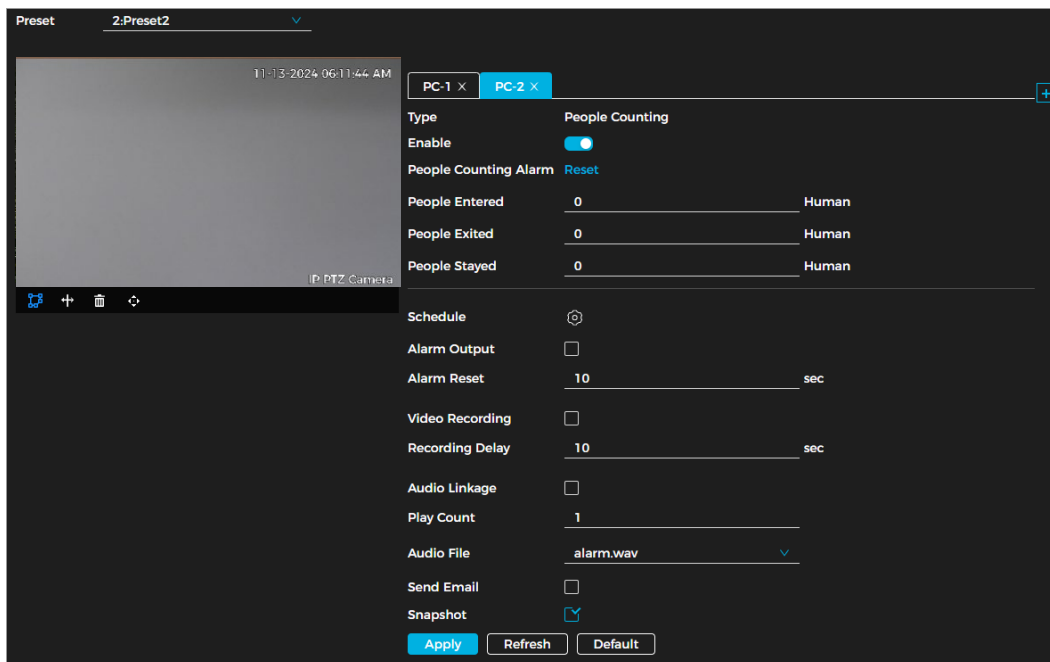 Preset 2:Preset2
11-13-2024 06:11:44 AM
IP PTZ Camera
PC-1 × PC-2 ×
+
Type People Counting
Enable
People Counting Alarm Reset
People Entered 0 Human
People Exited 0 Human
People Stayed 0 Human
Schedule
Alarm Output
Alarm Reset 10 sec
Video Recording
Recording Delay 10 sec
Audio Linkage
Play Count 1
Audio File alarm.wav
Send Email
Snapshot
Apply Refresh Default